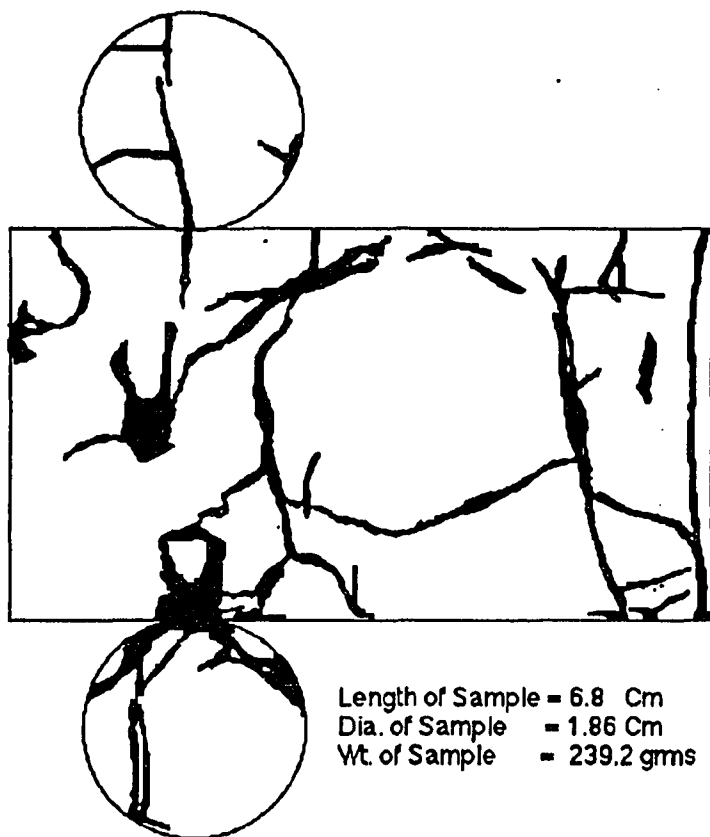 Length of Sample = 6.8 Cm
Dia. of Sample = 1.86 Cm
Wt. of Sample = 239.2 grms